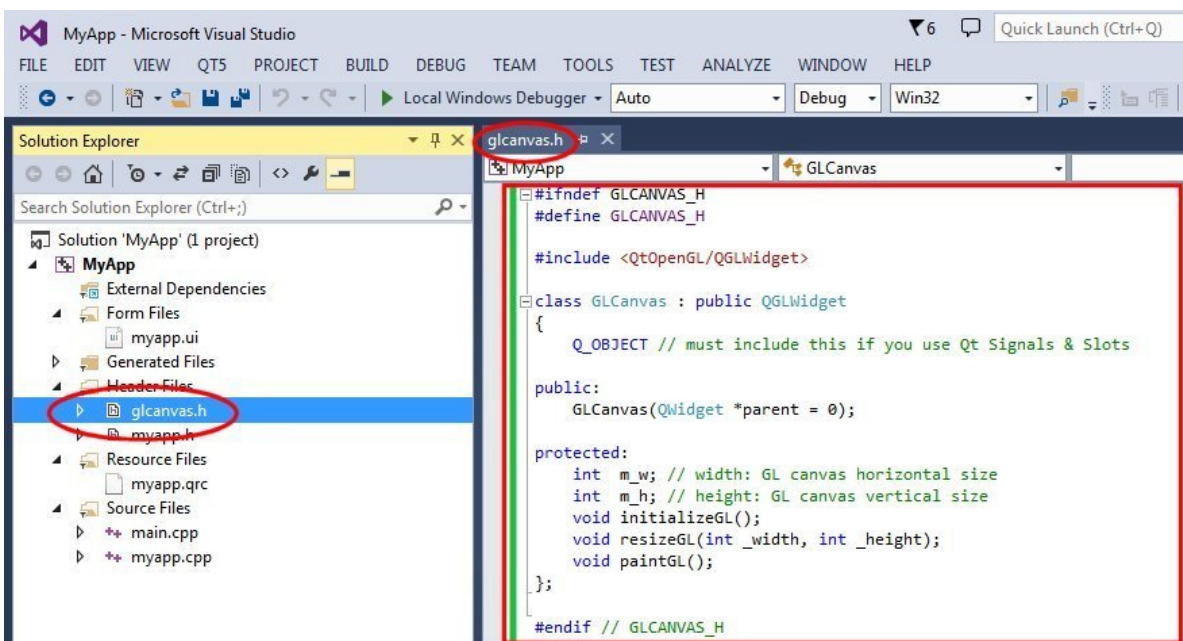 MyApp - Microsoft Visual Studio
6
Quick Launch (Ctrl+Q)
FILE EDIT VIEW QT5 PROJECT BUILD DEBUG TEAM TOOLS TEST ANALYZE WINDOW HELP
Local Windows Debugger Auto Debug Win32
Solution Explorer
Search Solution Explorer (Ctrl+;)
Solution 'MyApp' (1 project)
MyApp
External Dependencies
Form Files
myapp.ui
Generated Files
Header Files
glcanvas.h
myapp.h
Resource Files
myapp.qrc
Source Files
main.cpp
myapp.cpp
glcanvas.h
MyApp GLCanvas
#ifndef GLCANVAS_H
#define GLCANVAS_H
#include <QtOpenGL/QGLWidget>
class GLCanvas : public QGLWidget
{
Q_OBJECT // must include this if you use Qt Signals & Slots
public:
GLCanvas(QWidget *parent = 0);
protected:
int  m_w; // width: GL canvas horizontal size
int  m_h; // height: GL canvas vertical size
void initializeGL();
void resizeGL(int _width, int _height);
void paintGL();
};
#endif // GLCANVAS_H